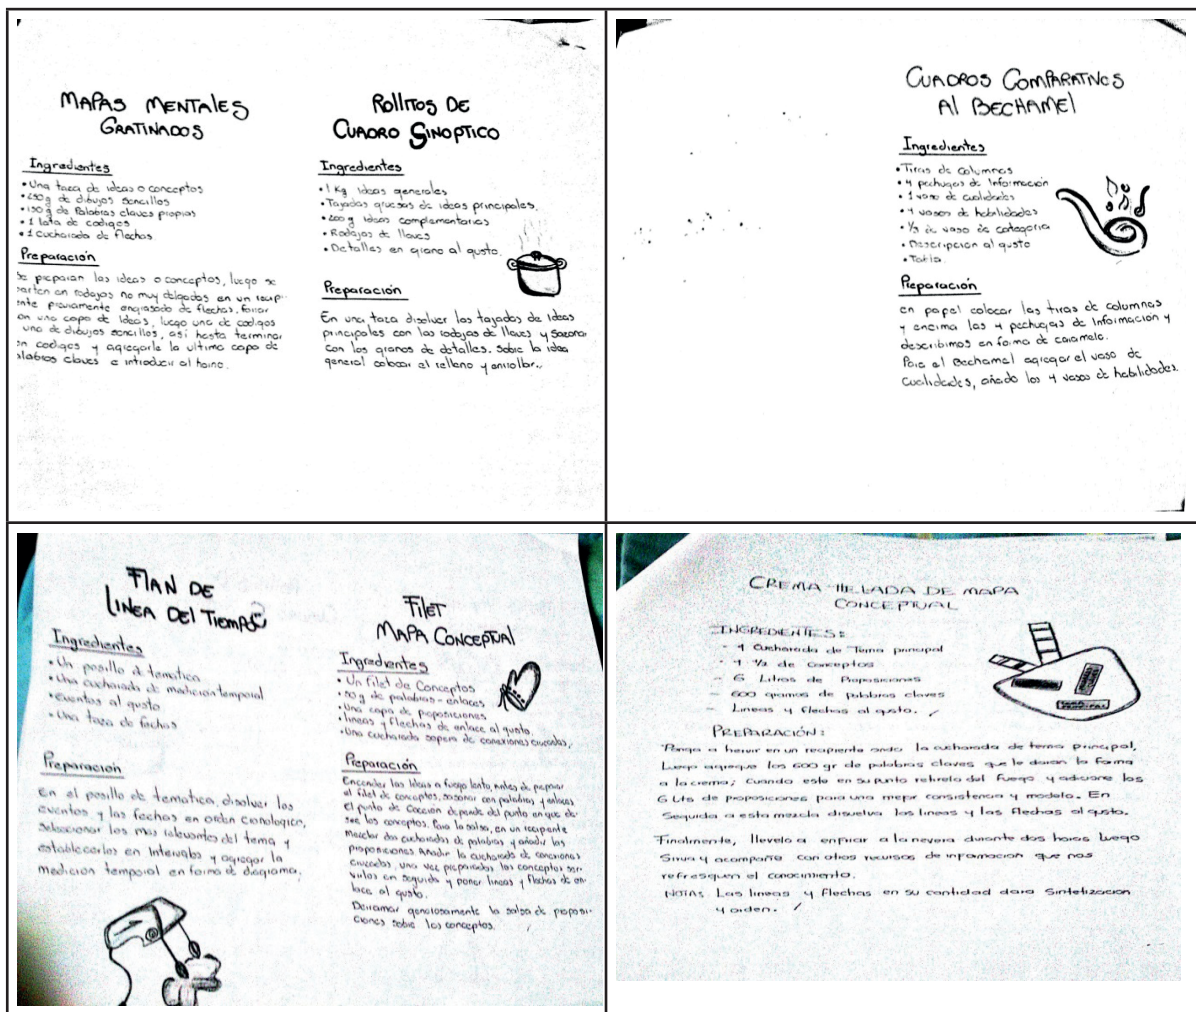 MAPAS MENTALES
GRATINADOS
Ingredientes
• Una taza de ideas o conceptos
• 250g de dibujos sencillos
• 150 g de Palabras claves propias
• 1 lata de codigos
• 1 cucharada de flechas.
Preparación
Se preparan las ideas o conceptos, luego se
parten en rodajas no muy delgadas en un recip-
ente previamente engrasado de flechas, forrar
con una capa de ideas, luego una de codigos
una de dibujos sencillos, así hasta terminar
en codigos y agregarle la ultima capa de
palabras claves e introducir al horno.
Rollitos DE
CUADRO SINOPTICO
Ingredientes
• 1 Kg ideas generales
• Tajadas gruesas de ideas principales.
• 200g Ideas complementarias
• Rodajas de llaves
• Detalles en grano al gusto.
Preparación
En una taza disolver las tajadas de Ideas
principales con las rodajas de llaves y sazonar
con los granos de detalles. Sobre la idea
general colocar el relleno y enrollar.
CUADROS COMPARATIVOS
Al BECHAMEl
Ingredientes
• Tiras de columnas
• 4 pechugas de Información
• 1 vaso de cualidades
• 4 vasos de habilidades
• 1/2 de vaso de categoria
• Descripcion al gusto
• Tabla.
Preparación
en papel colocar las tiras de columnas
y encima las 4 pechugas de Información y
describimos en forma de caramelo.
Para el Bechamel agregar el vaso de
Cualidades, añado los 4 vasos de habilidades.
FlAN DE
LINEA DEl TIEMPO
Ingredientes
• Un posillo de tematica
• Una cucharada de medicion temporal
• Eventos al gusto
• Una taza de fechas
Preparacion
En el posillo de tematica, disolver los
eventos y las fechas en orden cronologico,
seleccionar los mas relevantes del tema y
establecerlos en Intervalos y agregar la
medicion temporal en forma de diagrama.
FilET
MAPA CONCEPTUAl
Ingredientes
• Un filet de Conceptos
• 50 g de palabras-enlaces
• Una copa de proposiciones
• lineas y flechas de enlace al gusto.
• Una cucharada sopera de conexiones cruzadas.
Preparación
Encender las Ideas a fuego lento, antes de preparar
el filet de conceptos, sasonar con palabras y enlaces
el punto de Cocción depende del punto en que de-
see los conceptos. Para la salsa, en un recipiente
mezclar dos cucharadas de palabras y añadir las
proposiciones Añadir la cucharada de conexiones
cruzadas, una vez preparados los conceptos ser-
virlos en seguida y poner lineas y flechas de en-
lace al gusto.
Derramar generosamente la salsa de proposi-
ciones sobre los conceptos.
CREMA HELADA DE MAPA
CONCEPTUAL
INGREDIENTES:
- 1 Cucharada de Tema principal
- 1 1/2 de Conceptos
- 6 Litros de Proposiciones
- 600 gramos de palabras claves
- Lineas y flechas al gusto.
PREPARACIÓN:
Ponga a hervir en un recipiente ondo la cucharada de tema principal,
Luego agregue los 600 gr de palabras claves que le daran la forma
a la crema; Cuando este en su punto retirelo del fuego y adicione los
6 Lts de proposiciones para una mejor consistencia y modelo. En
Seguida a esta mezcla disuelva las lineas y las Flechas al gusto.
Finalmente, llevelo a enfriar a la nevera durante dos horas Luego
Sirva y acompañe con otros recursos de informacion que nos
refresquen el conocimiento.
NOTA: Las lineas y flechas en su cantidad dara Sintetizacion
y orden.